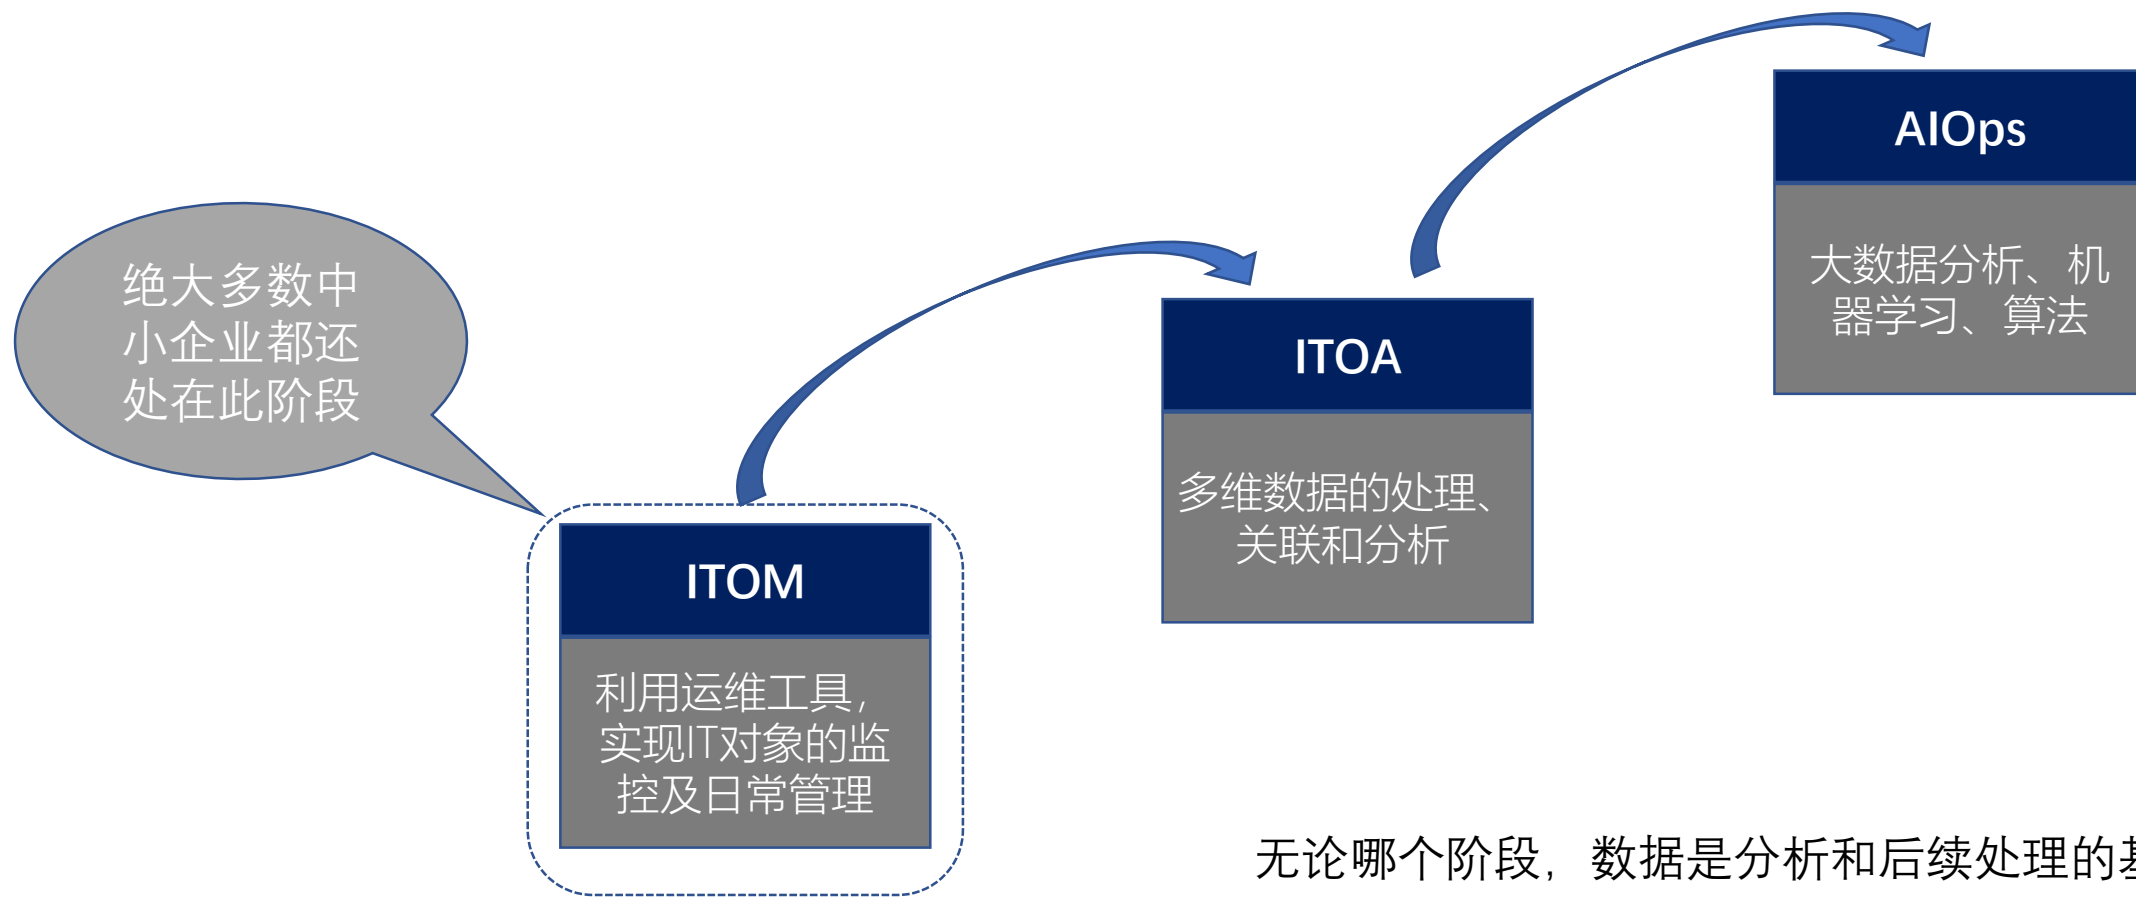 AIOps
大数据分析、机
器学习、算法
绝大多数中
小企业都还
处在此阶段
ITOA
多维数据的处理、
关联和分析
ITOM
利用运维工具，
实现IT对象的监
控及日常管理
无论哪个阶段，数据是分析和后续处理的